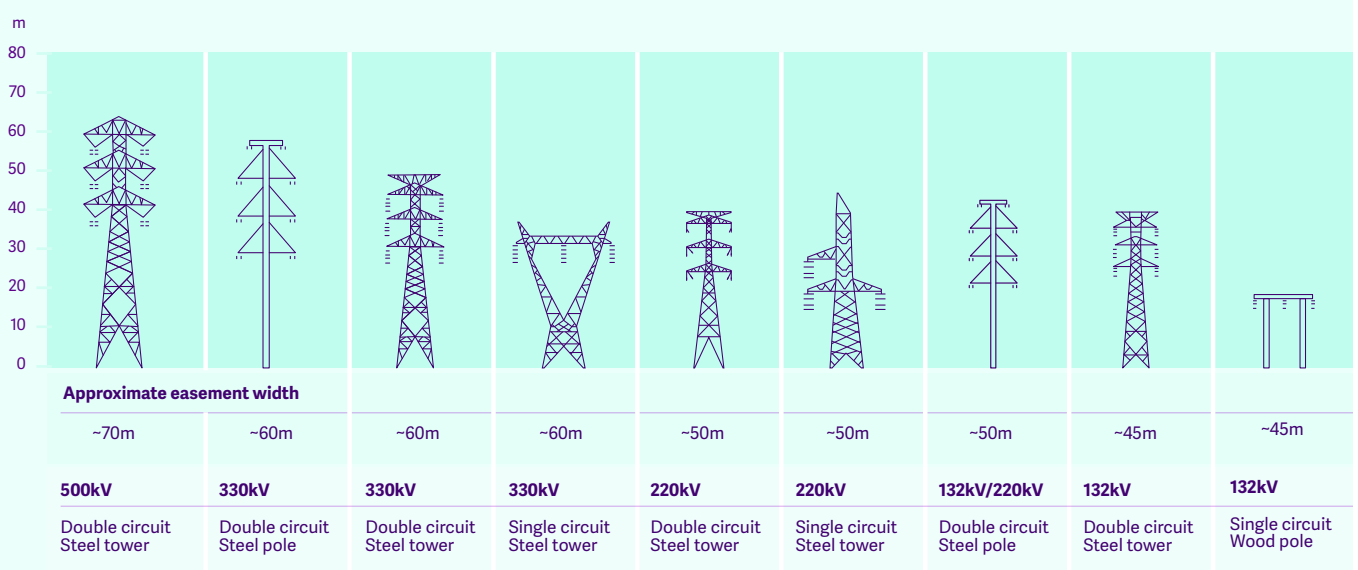 m
80
70
60
50
40
30
20
10
0
Approximate easement width
~70m
~60m
~60m
~60m
~50m
~50m
~50m
~45m
~45m
500kV
330kV
330kV
330kV
220kV
220kV
132kV/220kV
132kV
132kV
Double circuit
Steel tower
Double circuit
Steel pole
Double circuit
Steel tower
Single circuit
Steel tower
Double circuit
Steel tower
Single circuit
Steel tower
Double circuit
Steel pole
Double circuit
Steel tower
Single circuit
Wood pole